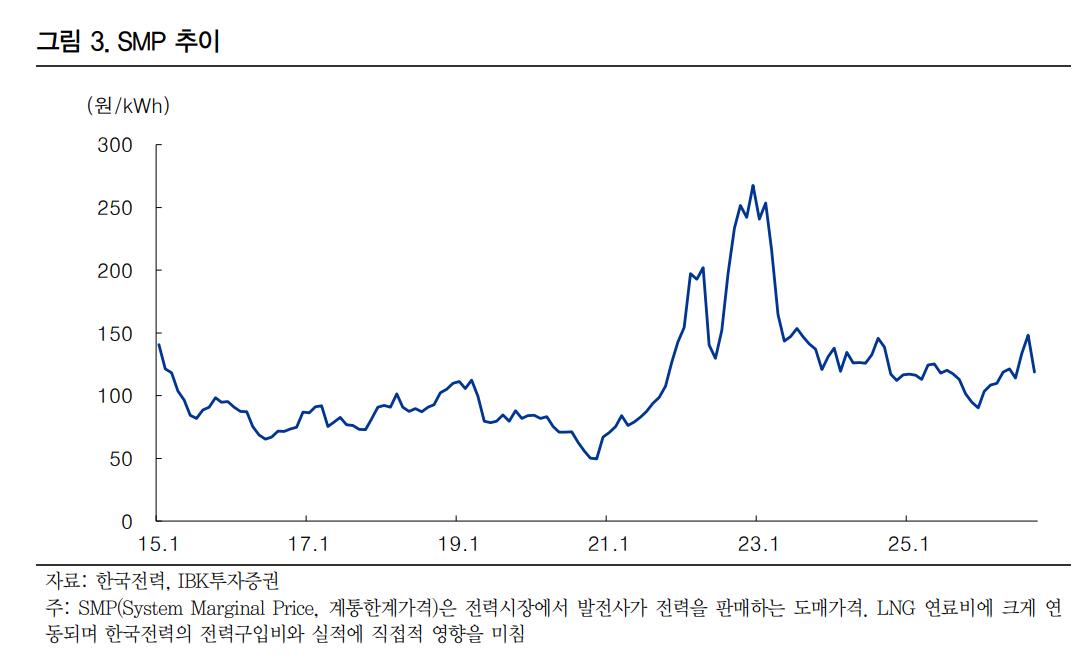 그림 3. SMP 추이
(원/kWh)
300
250
200
150
100
50
0
15.1 17.1 19.1 21.1 23.1 25.1
자료: 한국전력, IBK투자증권
주: SMP(System Marginal Price, 계통한계가격)은 전력시장에서 발전사가 전력을 판매하는 도매가격. LNG 연료비에 크게 연
동되며 한국전력의 전력구입비와 실적에 직접적 영향을 미침